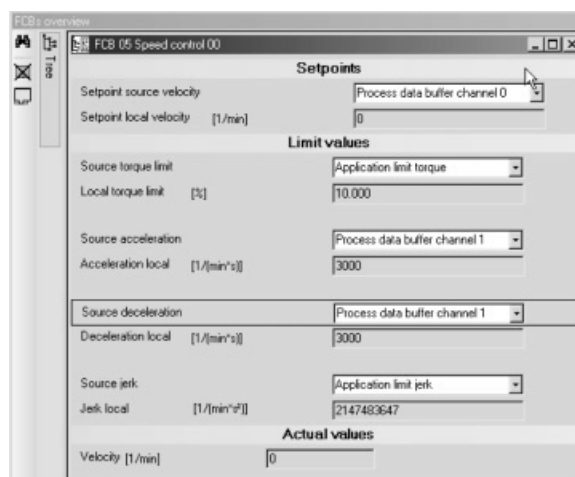 FCBs overview
Tree
FCB 05 Speed control 00
Setpoints
Setpoint source velocity Process data buffer channel 0
Setpoint local velocity [1/min] 0
Limit values
Source torque limit Application limit torque
Local torque limit [%] 10.000
Source acceleration Process data buffer channel 1
Acceleration local [1/(min*s)] 3000
Source deceleration Process data buffer channel 1
Deceleration local [1/(min*s)] 3000
Source jerk Application limit jerk
Jerk local [1/(min*s²)] 2147483647
Actual values
Velocity [1/min] 0